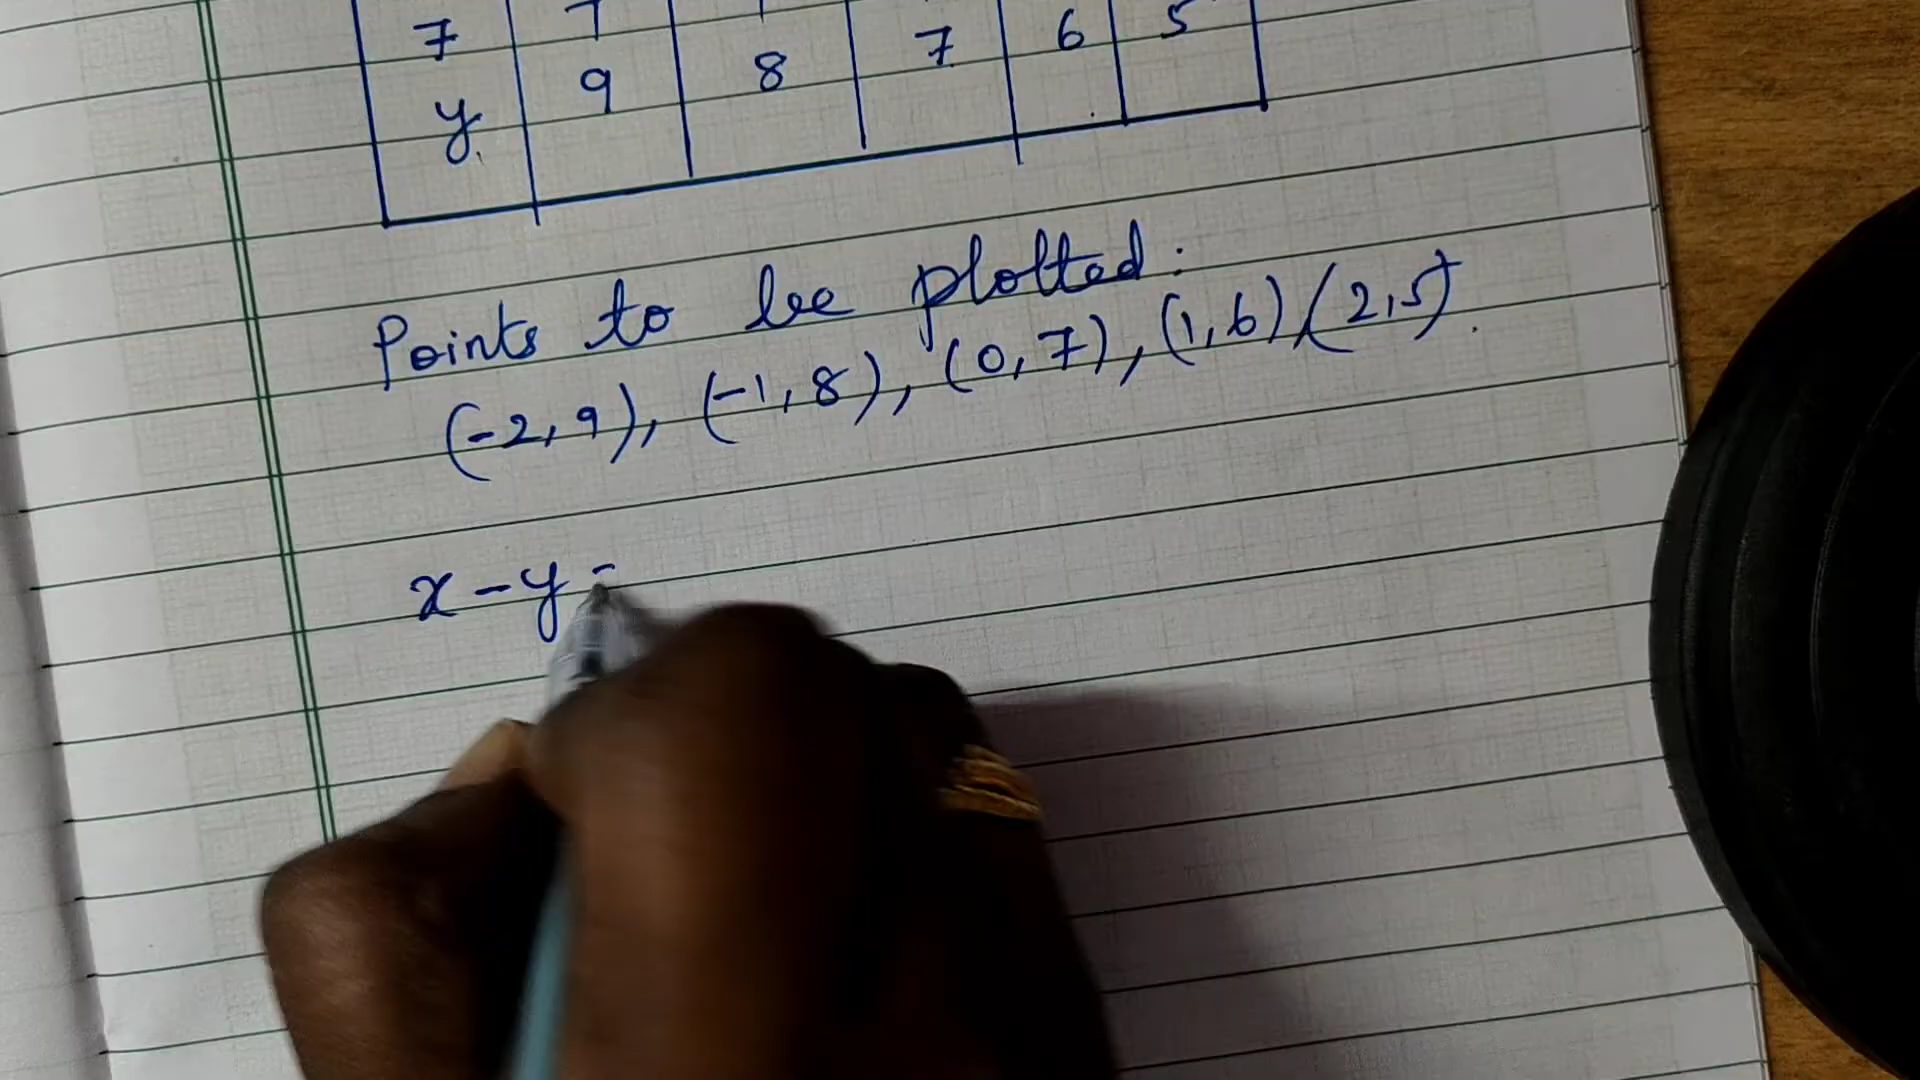 7 7 7 6 5
y 9 8
Points to be plotted:
(-2, 9), (-1, 8), (0, 7), (1, 6) (2, 5).
x - y =